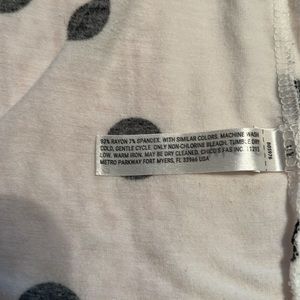 93% RAYON 7% SPANDEX. WITH SIMILAR COLORS. MACHINE WASH
COLD, GENTLE CYCLE. ONLY NON-CHLORINE BLEACH. TUMBLE DRY
LOW. WARM IRON. MAY BE DRY CLEANED. CHICO'S FAS INC. 11215
METRO PARKWAY FORT MYERS, FL 33966 USA